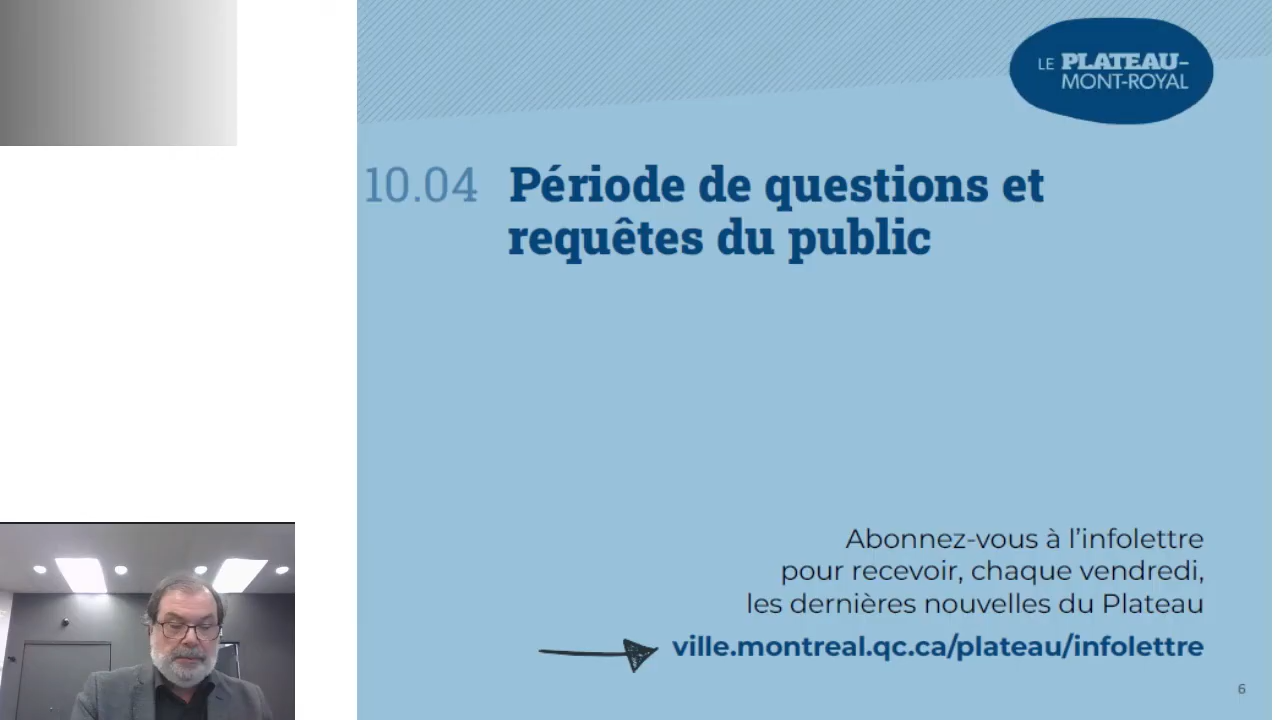 LE PLATEAU-
MONT-ROYAL
10.04 Période de questions et
requêtes du public
Abonnez-vous à l'infolettre
pour recevoir, chaque vendredi,
les dernières nouvelles du Plateau
ville.montreal.qc.ca/plateau/infolettre
6